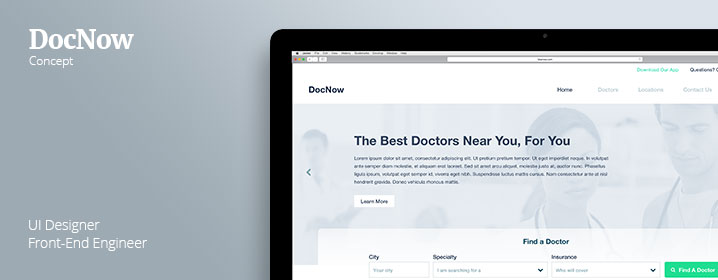 DocNow
Concept
Download Our App
Questions?
DocNow
Home
Doctors
Locations
Contact Us
The Best Doctors Near You, For You
Lorem ipsum dolor sit amet, consectetur adipiscing elit. Ut pretium pretium tempor. Ut eget imperdiet neque. In volutpat
ante semper diam molestie, et aliquam erat laoreet. Sed sit amet arcu aliquet, molestie justo at, auctor nunc. Phasellus
ligula ipsum, volutpat eget semper id, viverra eget nibh. Suspendisse luctus mattis cursus. Nam consectetur ante at nisl
hendrerit gravida. Donec vehicula rhoncus mattis.
Learn More
Find a Doctor
City
Specialty
Insurance
Your city
I am searching for a
Who will cover
Find A Doctor
UI Designer
Front-End Engineer